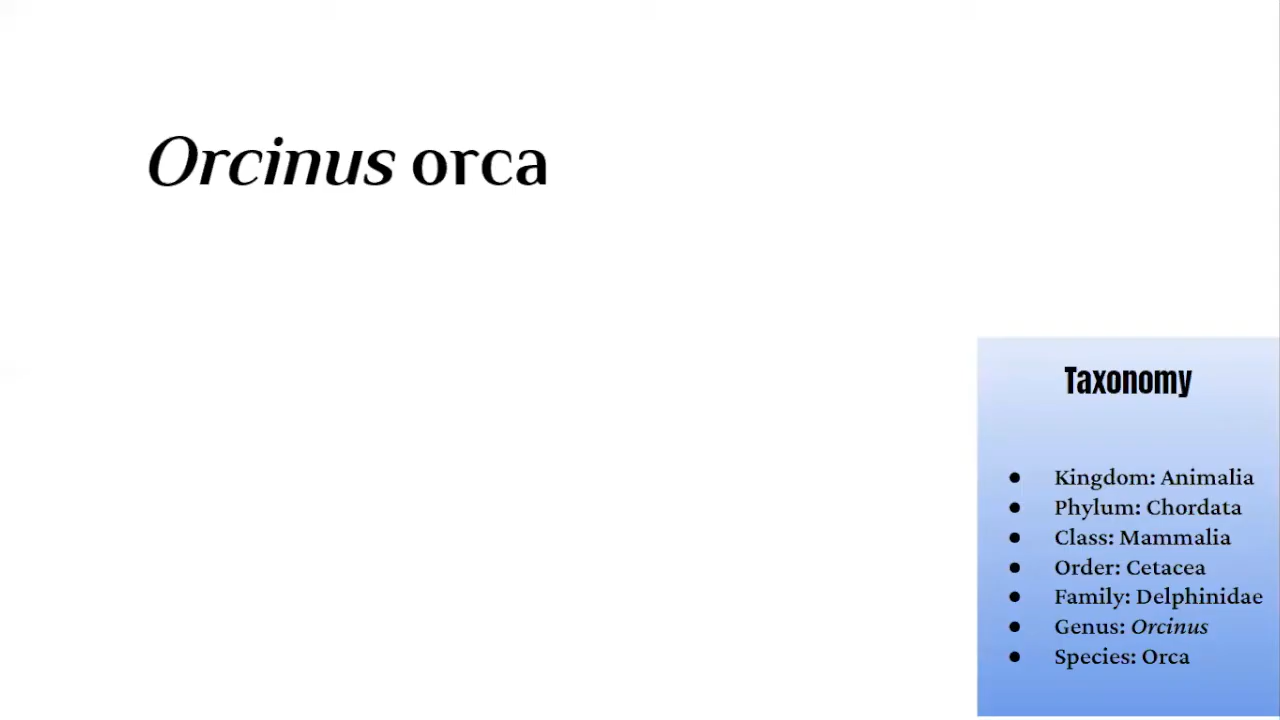 Orcinus orca
Taxonomy
● Kingdom: Animalia
● Phylum: Chordata
● Class: Mammalia
● Order: Cetacea
● Family: Delphinidae
● Genus: Orcinus
● Species: Orca